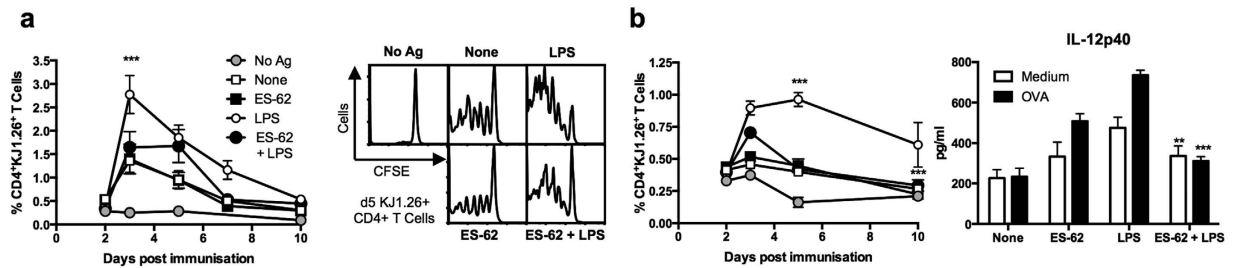 a
% CD4⁺KJ1.26⁺ T Cells
3.5
3.0
2.5
2.0
1.5
1.0
0.5
0.0
***
0 2 4 6 8 10
Days post immunisation
No Ag
None
ES-62
LPS
ES-62
+ LPS
No Ag None LPS
Cells
CFSE
d5 KJ1.26+
CD4+ T Cells
ES-62 ES-62 + LPS
b
% CD4⁺KJ1.26⁺ T Cells
1.25
1.00
0.75
0.50
0.25
0.00
***
***
0 2 4 6 8 10
Days post immunisation
IL-12p40
pg/ml
800
600
400
200
0
Medium
OVA
** ***
None ES-62 LPS ES-62 + LPS